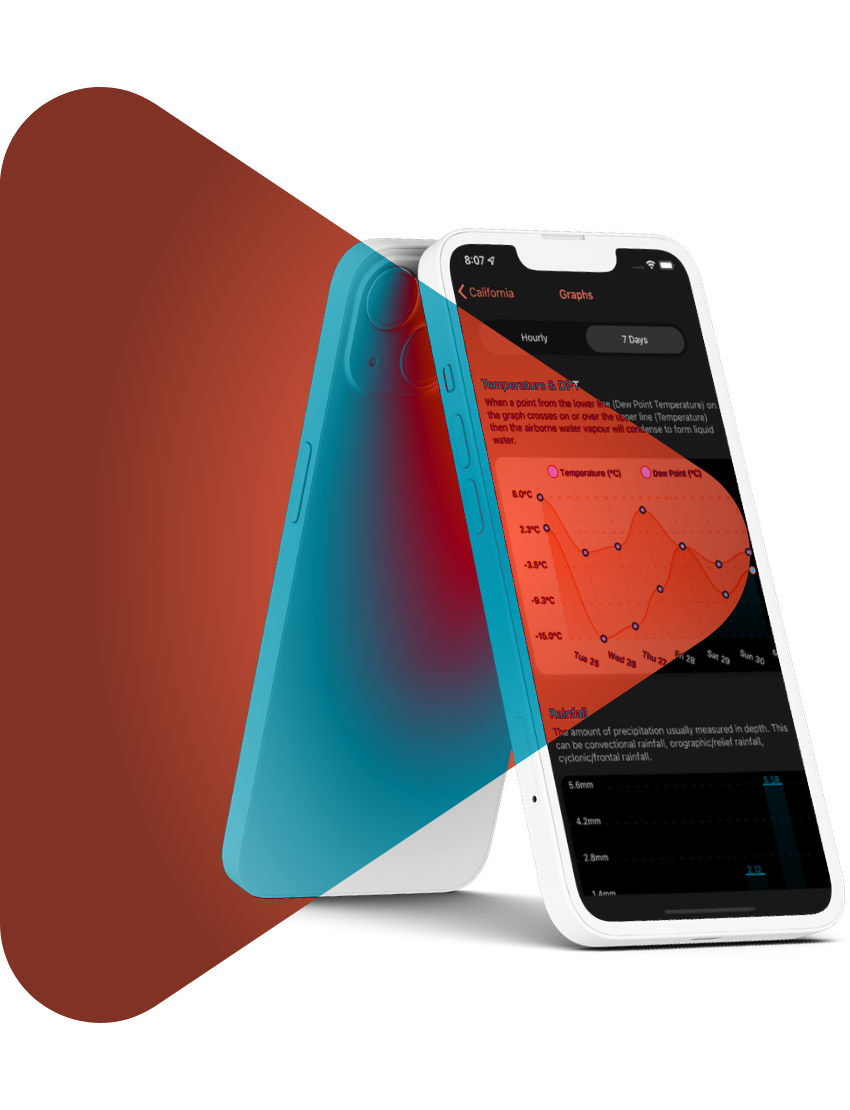 8:07
California
Graphs
Hourly
7 Days
Temperature & DPT
When a point from the lower line (Dew Point Temperature) on
the graph crosses on or over the upper line (Temperature)
then the airborne water vapour will condense to form liquid
water.
Temperature (°C) Dew Point (°C)
8.0°C
2.3°C
-3.5°C
-9.3°C
-15.0°C
Tue 25 Wed 26 Thu 27 Fri 28 Sat 29 Sun 30
Rainfall
The amount of precipitation usually measured in depth. This
can be convectional rainfall, orographic/relief rainfall,
cyclonic/frontal rainfall.
5.6mm
5.58
4.2mm
2.8mm
2.12
1.4mm